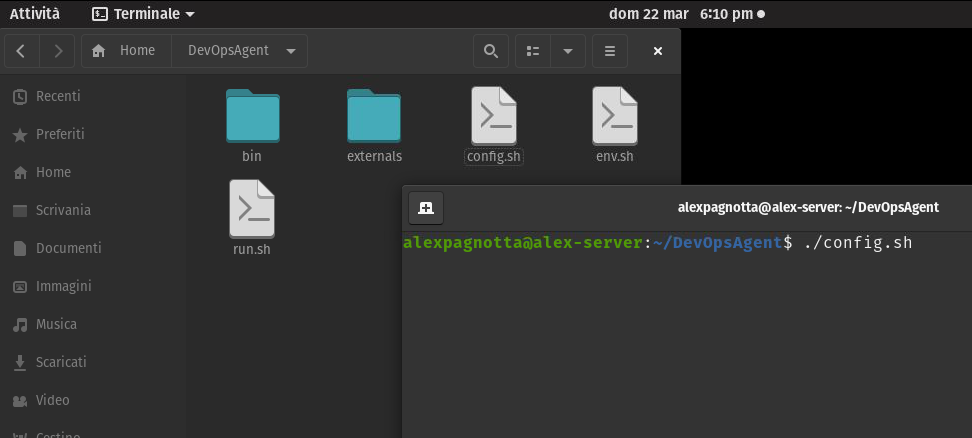 Attività
Terminale
dom 22 mar 6:10 pm
Home
DevOpsAgent
Recenti
Preferiti
Home
Scrivania
Documenti
Immagini
Musica
Scaricati
Video
Cestino
bin
externals
config.sh
env.sh
run.sh
alexpagnotta@alex-server: ~/DevOpsAgent
alexpagnotta@alex-server:~/DevOpsAgent$ ./config.sh